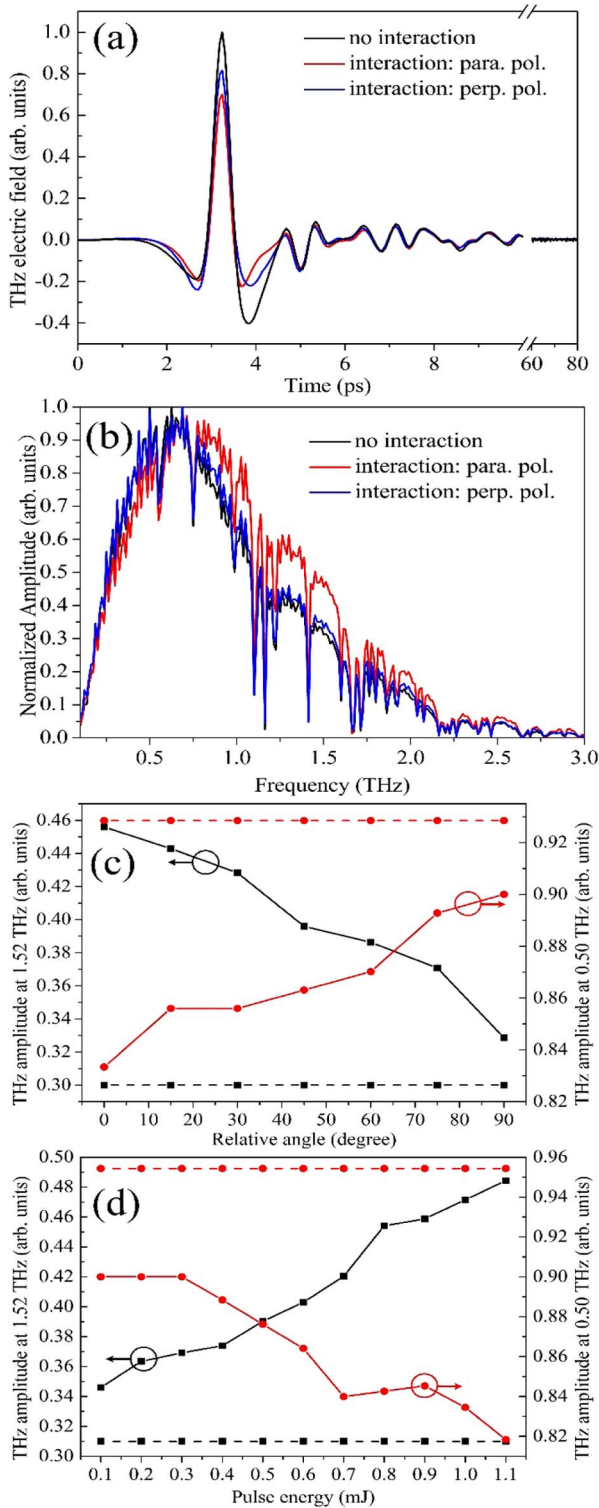 (a)
no interaction
interaction: para. pol.
interaction: perp. pol.
THz electric field (arb. units)
1.0
0.8
0.6
0.4
0.2
0.0
-0.2
-0.4
0 2 4 6 8 60 80
Time (ps)
(b)
no interaction
interaction: para. pol.
interaction: perp. pol.
Normalized Amplitude (arb. units)
1.0
0.9
0.8
0.7
0.6
0.5
0.4
0.3
0.2
0.1
0.0
0.5 1.0 1.5 2.0 2.5 3.0
Frequency (THz)
(c)
THz amplitude at 1.52 THz (arb. units)
0.46
0.44
0.42
0.40
0.38
0.36
0.34
0.32
0.30
THz amplitude at 0.50 THz (arb. units)
0.92
0.90
0.88
0.86
0.84
0.82
0 10 20 30 40 50 60 70 80 90
Relative angle (degree)
(d)
THz amplitude at 1.52 THz (arb. units)
0.50
0.48
0.46
0.44
0.42
0.40
0.38
0.36
0.34
0.32
0.30
THz amplitude at 0.50 THz (arb. units)
0.96
0.94
0.92
0.90
0.88
0.86
0.84
0.82
0.1 0.2 0.3 0.4 0.5 0.6 0.7 0.8 0.9 1.0 1.1
Pulse energy (mJ)